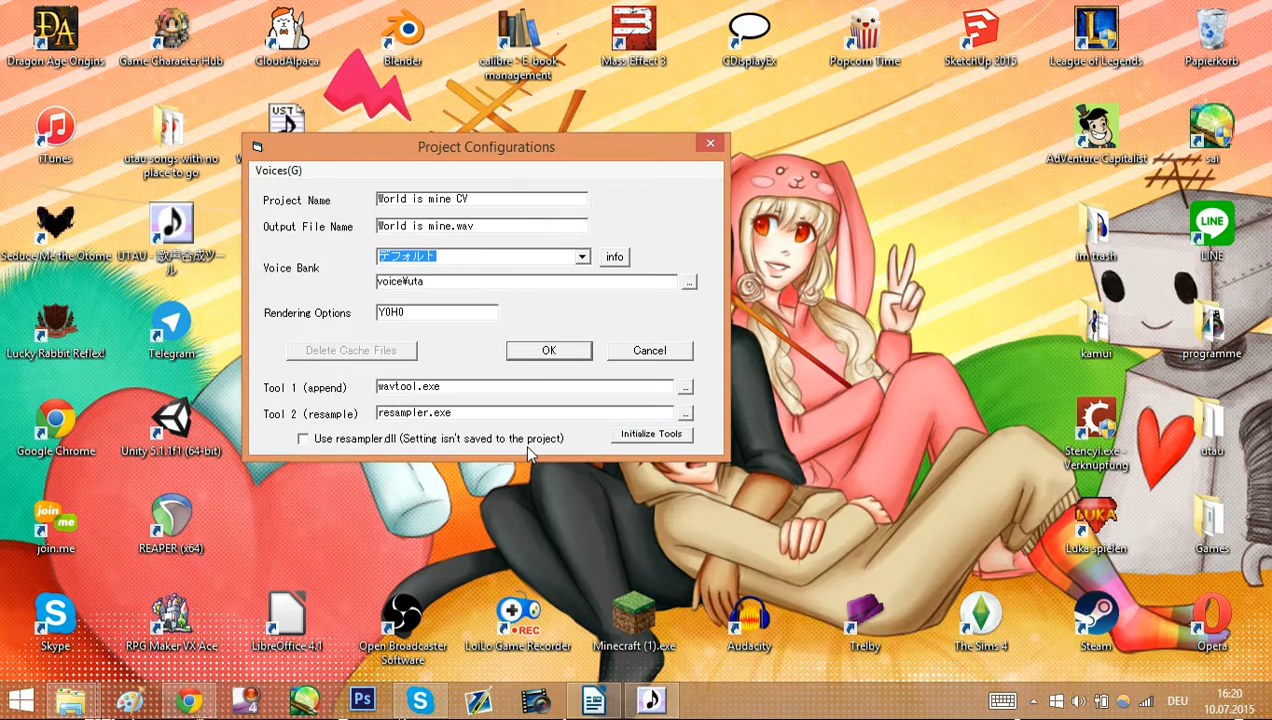 Dragon Age Origins
Game Character Hub
CloudAlpaca
Blender
calibre - E-book
management
Mass Effect 3
CDisplayEx
Popcorn Time
SketchUp 2015
League of Legends
Papierkorb
iTunes
utau songs with no
place to go
UST
AdVenture Capitalist
sai
Project Configurations
Voices(G)
Project Name
World is mine CV
Output File Name
World is mine.wav
Voice Bank
デフォルト
info
voice¥uta
...
Rendering Options
Y0H0
Delete Cache Files
OK
Cancel
Tool 1 (append)
wavtool.exe
...
Tool 2 (resample)
resampler.exe
...
Use resampler.dll (Setting isn't saved to the project)
Initialize Tools
Seduce Me the Otome
UTAU - 歌声合成ツー
ル
im trash
LINE
LINE
Lucky Rabbit Reflex!
Telegram
kamui
programme
Google Chrome
Unity 5.1.1f1 (64-bit)
Stencyl.exe -
Verknüpfung
utau
join
me
join.me
REAPER (x64)
LUKA
Luka spielen
Games
Skype
RPG Maker VX Ace
LibreOffice 4.1
Open Broadcaster
Software
REC
LoiLo Game Recorder
Minecraft (1).exe
Audacity
Trelby
The Sims 4
Steam
Opera
4
Ps
DEU
16:20
10.07.2015